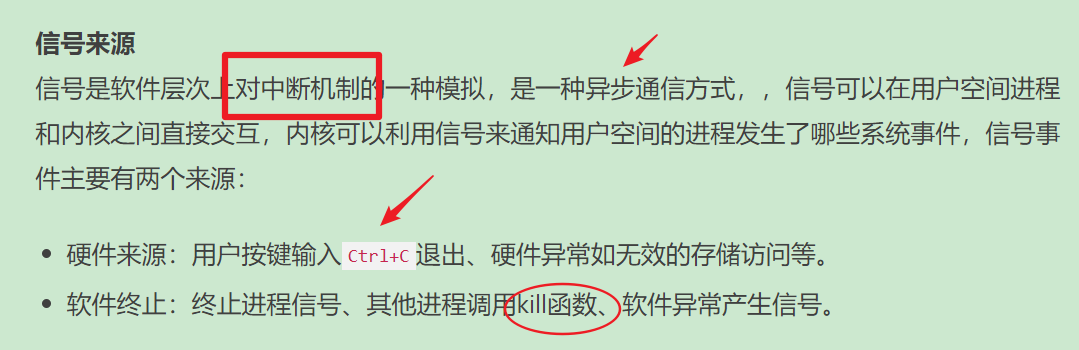 信号来源
信号是软件层次上对中断机制的一种模拟，是一种异步通信方式，，信号可以在用户空间进程
和内核之间直接交互，内核可以利用信号来通知用户空间的进程发生了哪些系统事件，信号事
件主要有两个来源：
• 硬件来源：用户按键输入Ctrl+C退出、硬件异常如无效的存储访问等。
• 软件终止：终止进程信号、其他进程调用kill函数、软件异常产生信号。